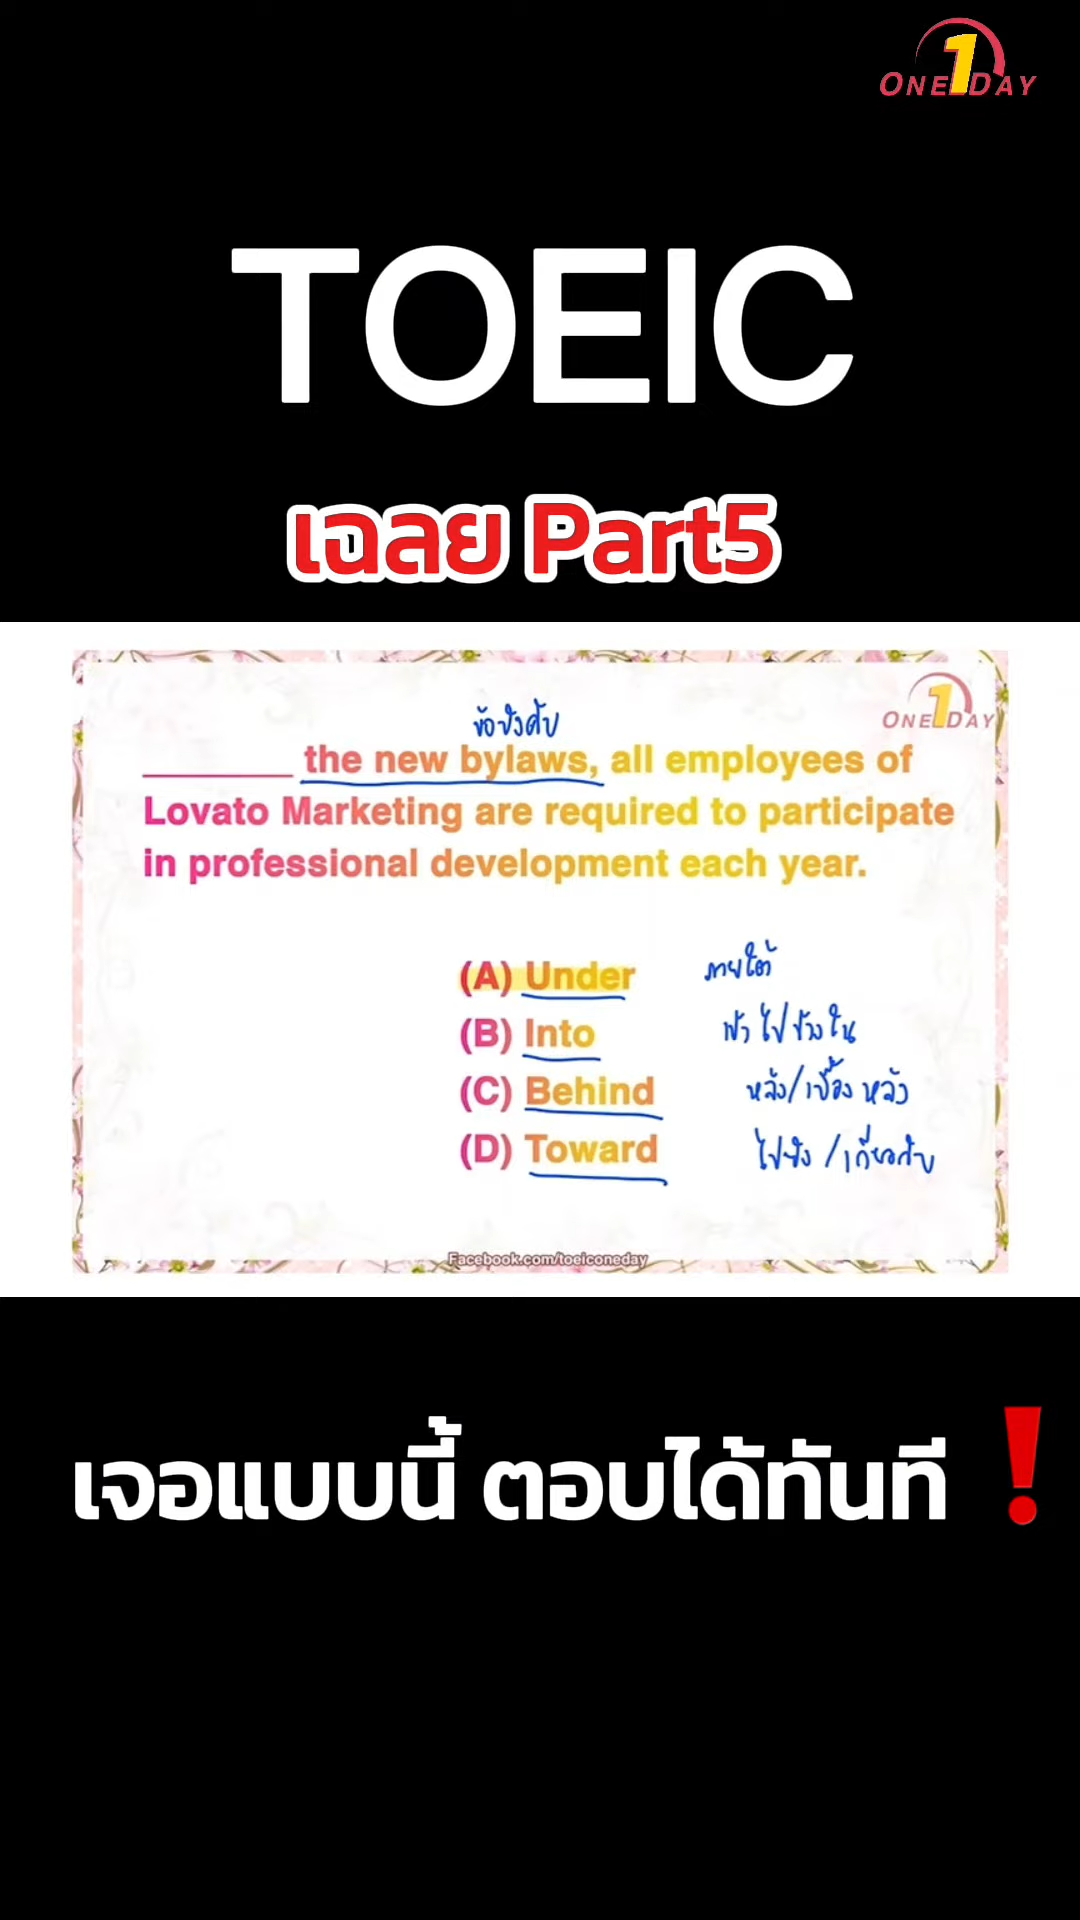 ONE1DAY
TOEIC
เฉลย Part5
ONE1DAY
ข้อบังคับ
_______ the new bylaws, all employees of
Lovato Marketing are required to participate
in professional development each year.
(A) Under ภายใต้
(B) Into เข้าไปข้างใน
(C) Behind หลัง/เบื้องหลัง
(D) Toward ไปยัง/เกี่ยวกับ
Facebook.com/toeiconeday
เจอแบบนี้ ตอบได้ทันที❗